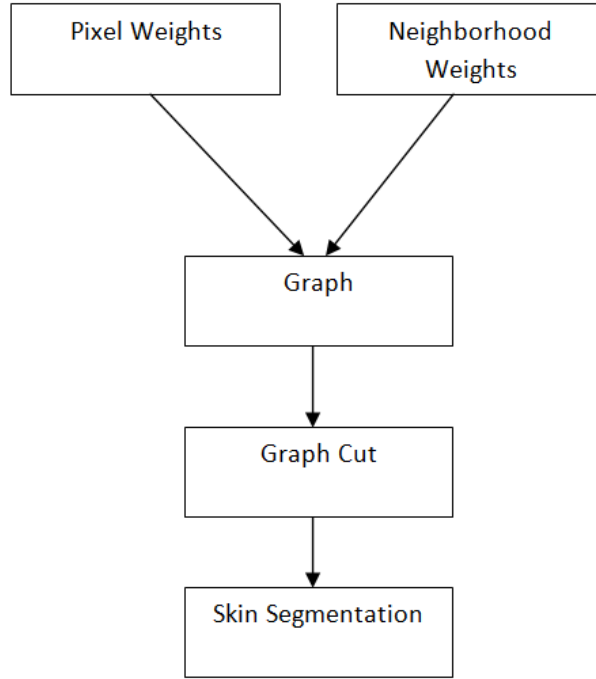 Pixel Weights
Neighborhood
Weights
Graph
Graph Cut
Skin Segmentation